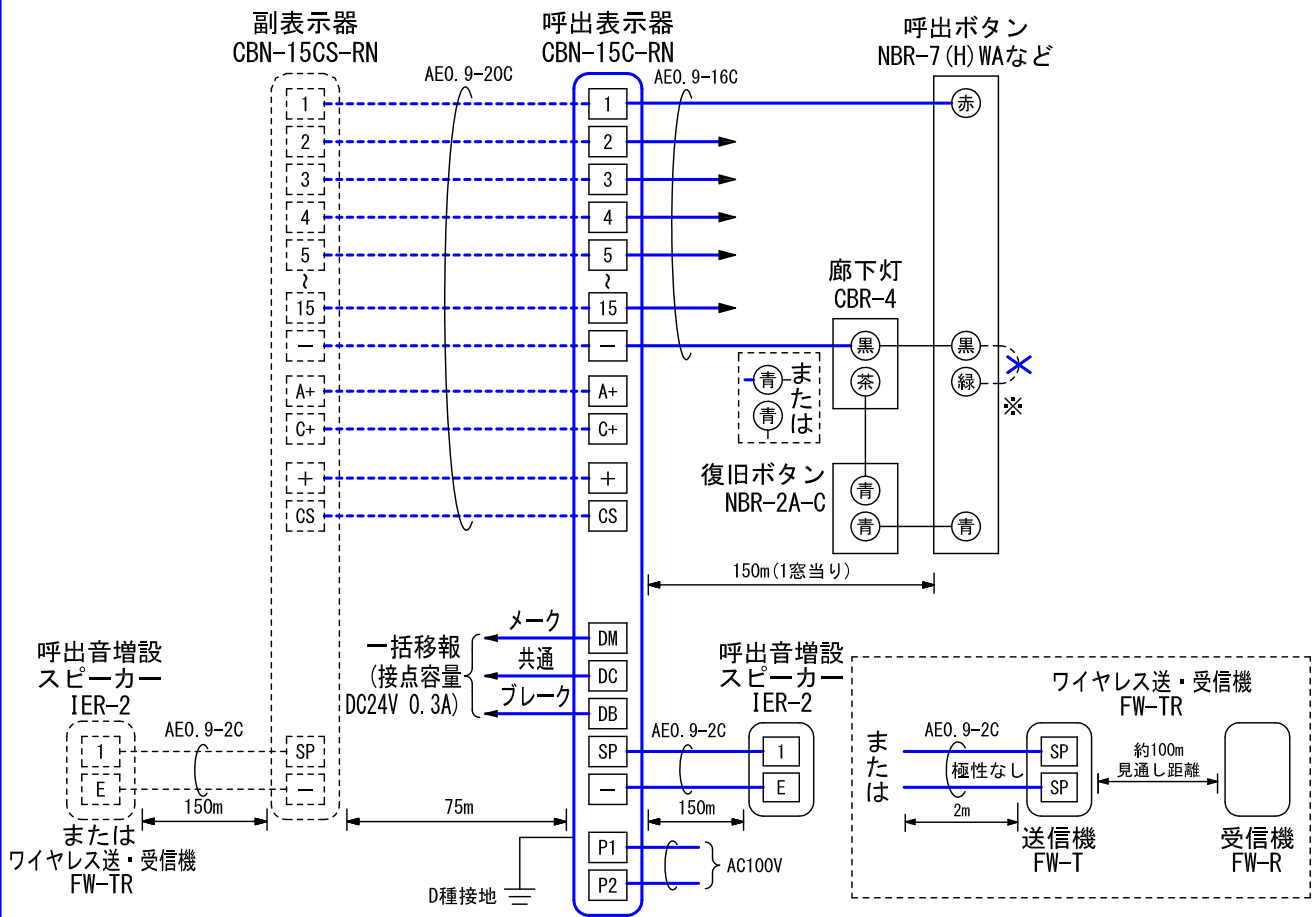 副表示器
CBN-15CS-RN
呼出表示器
CBN-15C-RN
呼出ボタン
NBR-7(H)WAなど
AE0.9-20C
AE0.9-16C
1
1
赤
2
2
3
3
4
4
5
5
~
~
15
15
廊下灯
CBR-4
−
−
黒
黒
茶
緑
※
青
青
または
A+
A+
C+
C+
+
+
CS
CS
復旧ボタン
NBR-2A-C
青
青
青
150m(1窓当り)
一括移報
(接点容量
DC24V 0.3A)
メーク
DM
共通
DC
ブレーク
DB
呼出音増設
スピーカー
IER-2
AE0.9-2C
1
SP
E
−
150m
または
ワイヤレス送・受信機
FW-TR
75m
SP
−
AE0.9-2C
呼出音増設
スピーカー
IER-2
1
E
150m
P1
P2
AC100V
D種接地
ワイヤレス送・受信機
FW-TR
または
AE0.9-2C
極性なし
SP
SP
2m
約100m
見通し距離
送信機
FW-T
受信機
FW-R